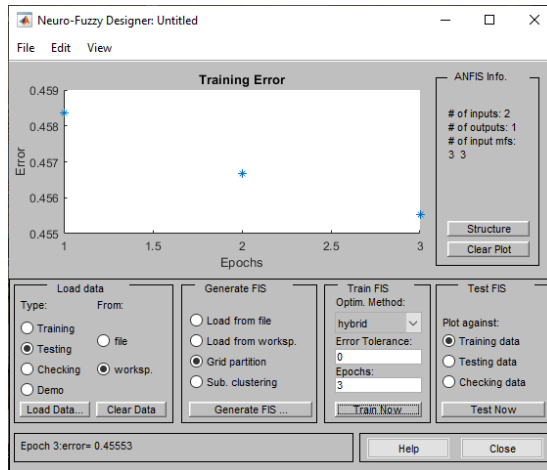 Neuro-Fuzzy Designer: Untitled
File Edit View
Training Error
0.459
0.458
0.457
0.456
0.455
Error
1 1.5 2 2.5 3
Epochs
ANFIS Info.
# of inputs: 2
# of outputs: 1
# of input mfs:
3 3
Structure
Clear Plot
Load data
Type: From:
Training
Testing
Checking
Demo
file
worksp.
Load Data... Clear Data
Generate FIS
Load from file
Load from worksp.
Grid partition
Sub. clustering
Generate FIS ...
Train FIS
Optim. Method:
hybrid
Error Tolerance:
0
Epochs:
3
Train Now
Test FIS
Plot against:
Training data
Testing data
Checking data
Test Now
Epoch 3:error= 0.45553
Help Close